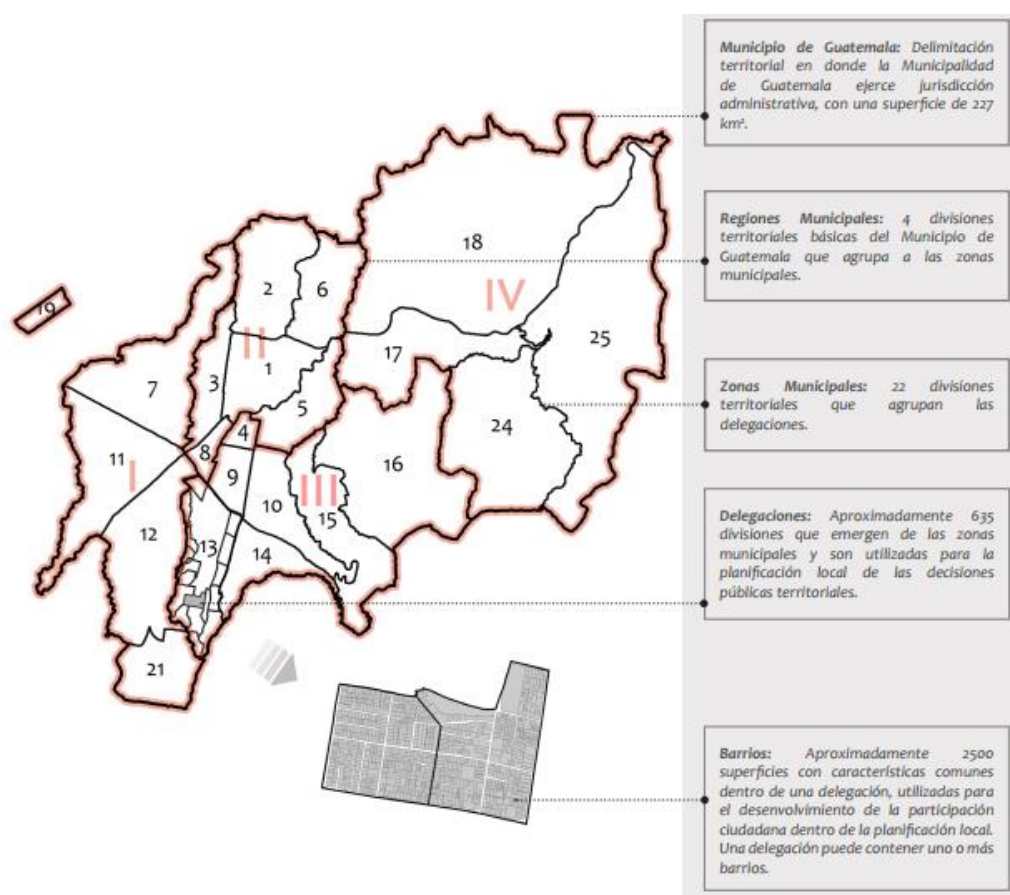 Municipio de Guatemala: Delimitación
territorial en donde la Municipalidad
de Guatemala ejerce jurisdicción
administrativa, con una superficie de 227
km².
Regiones Municipales: 4 divisiones
territoriales básicas del Municipio de
Guatemala que agrupa a las zonas
municipales.
Zonas Municipales: 22 divisiones
territoriales que agrupan las
delegaciones.
Delegaciones: Aproximadamente 635
divisiones que emergen de las zonas
municipales y son utilizadas para la
planificación local de las decisiones
públicas territoriales.
Barrios: Aproximadamente 2500
superficies con características comunes
dentro de una delegación, utilizadas para
el desenvolvimiento de la participación
ciudadana dentro de la planificación local.
Una delegación puede contener uno o más
barrios.
18
2
6
IV
19
25
II
17
1
7
3
5
24
4
8
11
16
9
I
III
10
15
12
13
14
21